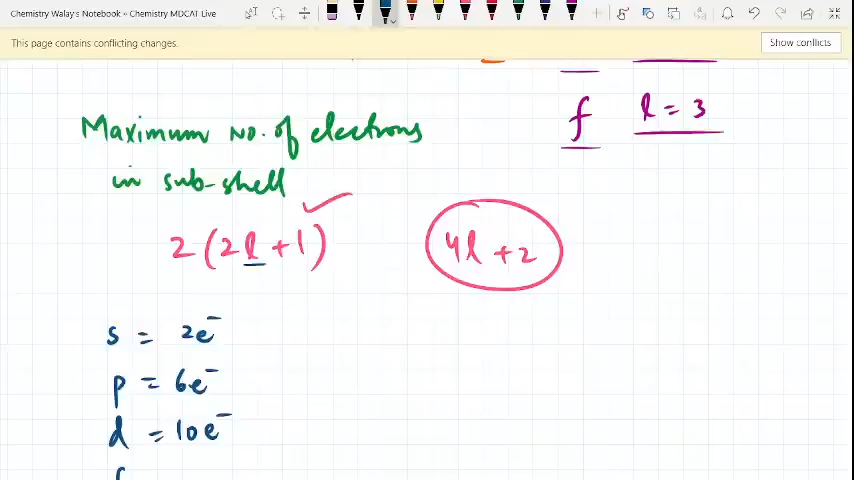 Chemistry Walay's Notebook » Chemistry MDCAT Live
This page contains conflicting changes.
Show conflicts
f l = 3
Maximum No. of electrons
in sub-shell
2 (2l + 1) 4l + 2
s = 2e⁻
p = 6e⁻
d = 10e⁻